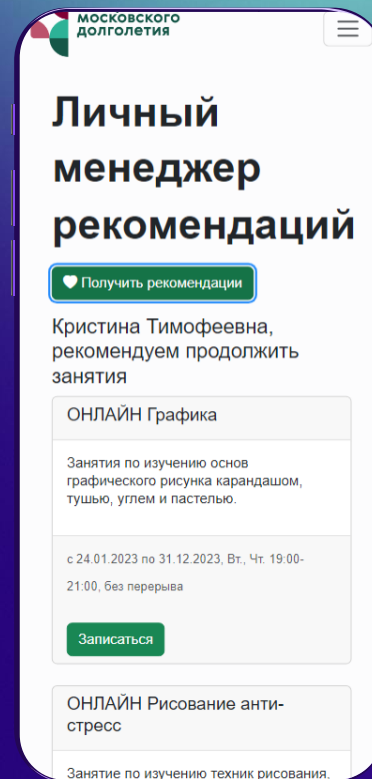 МОСКОВСКОГО
ДОЛГОЛЕТИЯ
Личный
менеджер
рекомендаций
Получить рекомендации
Кристина Тимофеевна,
рекомендуем продолжить
занятия
ОНЛАЙН Графика
Занятия по изучению основ
графического рисунка карандашом,
тушью, углем и пастелью.
с 24.01.2023 по 31.12.2023, Вт., Чт. 19:00-
21:00, без перерыва
Записаться
ОНЛАЙН Рисование анти-
стресс
Занятие по изучению техник рисования.